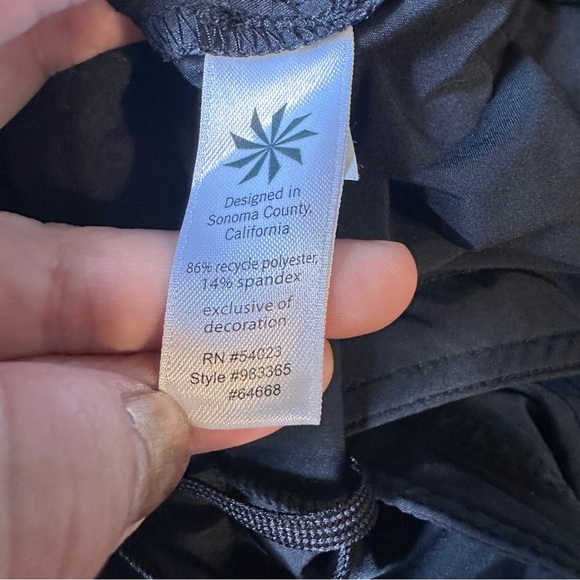 Designed in
Sonoma County,
California
86% recycle polyester,
14% spandex
exclusive of
decoration
RN #54023
Style #983365
#64668